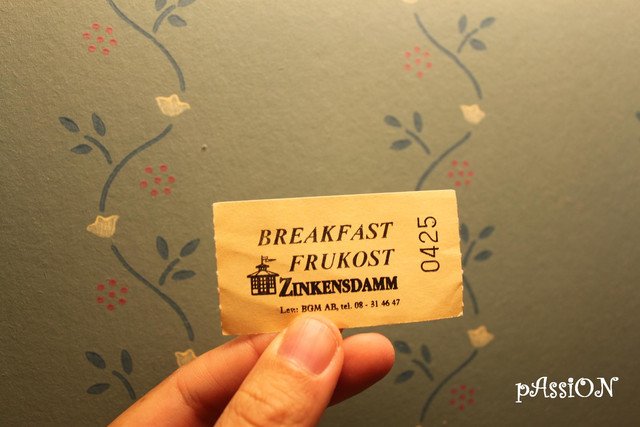 BREAKFAST
FRUKOST
ZINKENSDAMM
Lev: BGM AB, tel. 08 - 31 46 47
0425
pAssiON